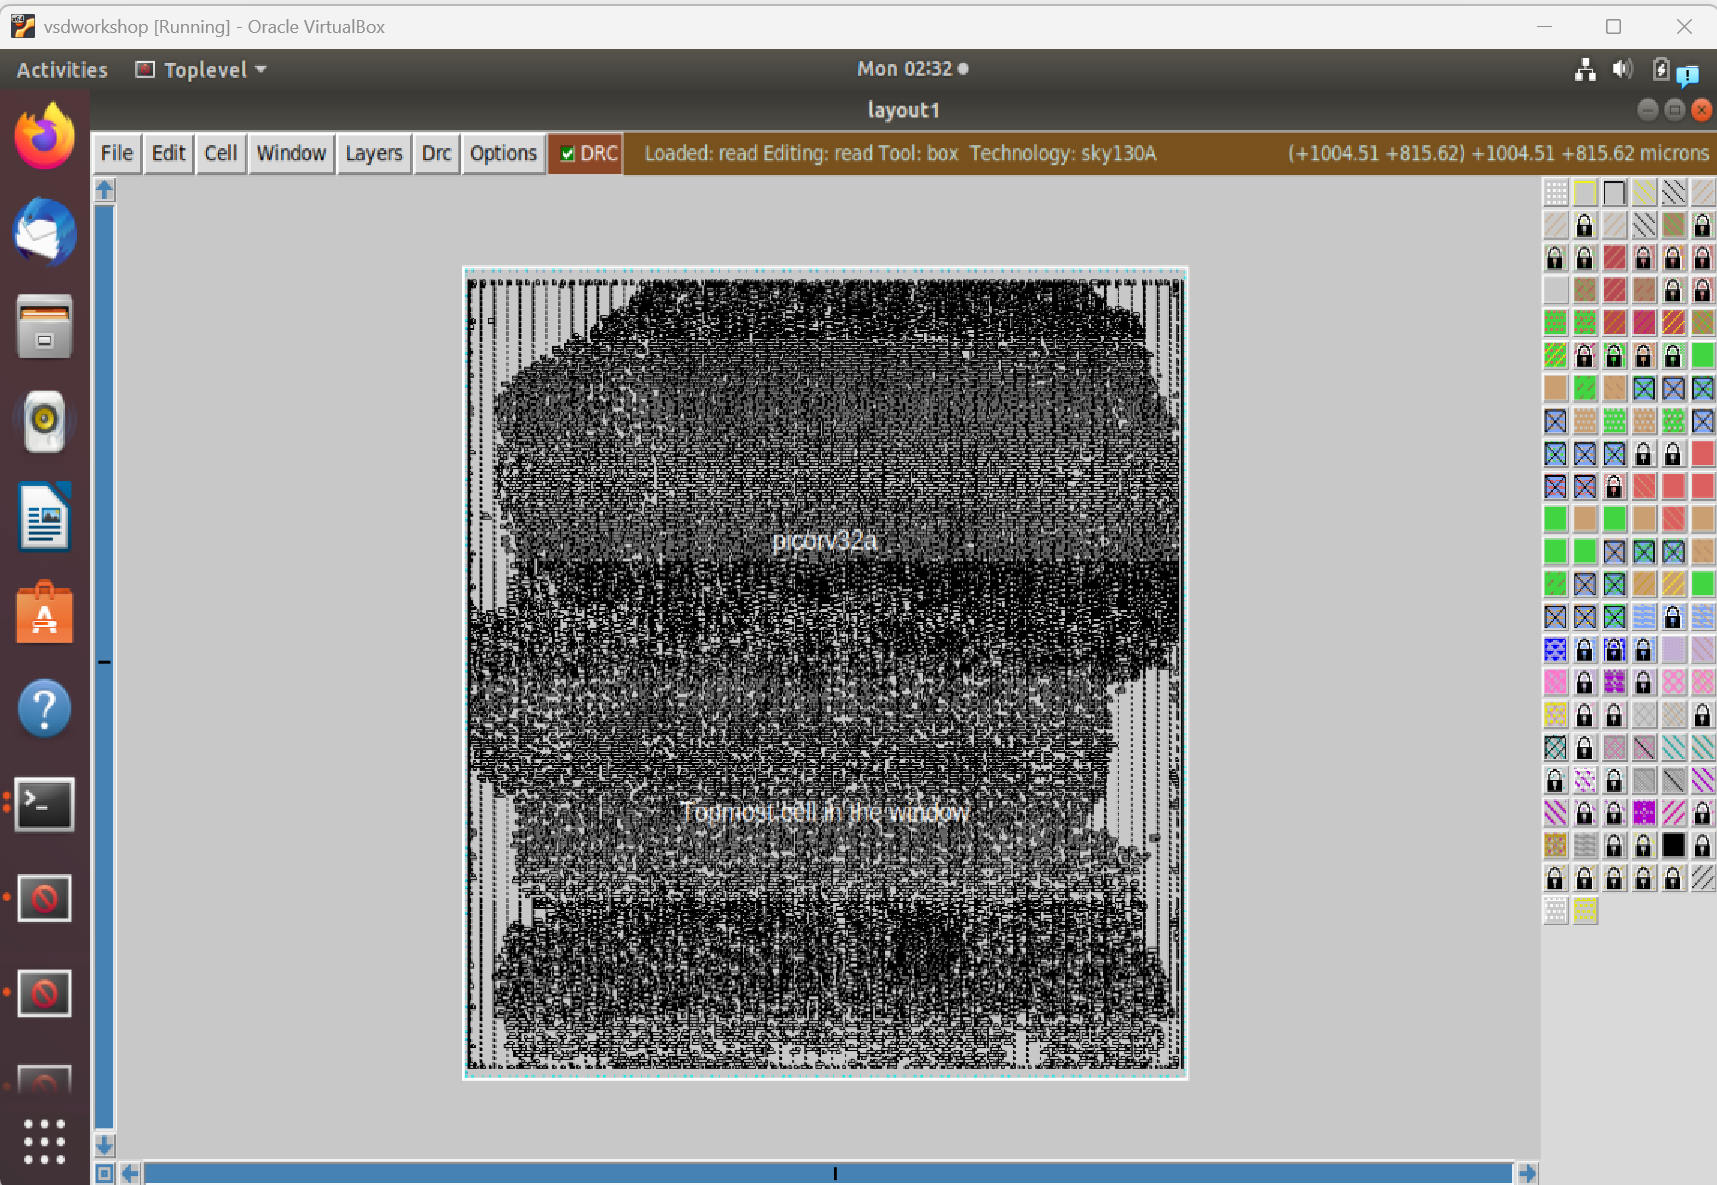 vsdworkshop [Running] - Oracle VirtualBox
Activities Toplevel Mon 02:32
layout1
File Edit Cell Window Layers Drc Options DRC Loaded: read Editing: read Tool: box Technology: sky130A (+1004.51 +815.62) +1004.51 +815.62 microns
picorv32a
Topmost cell in the window